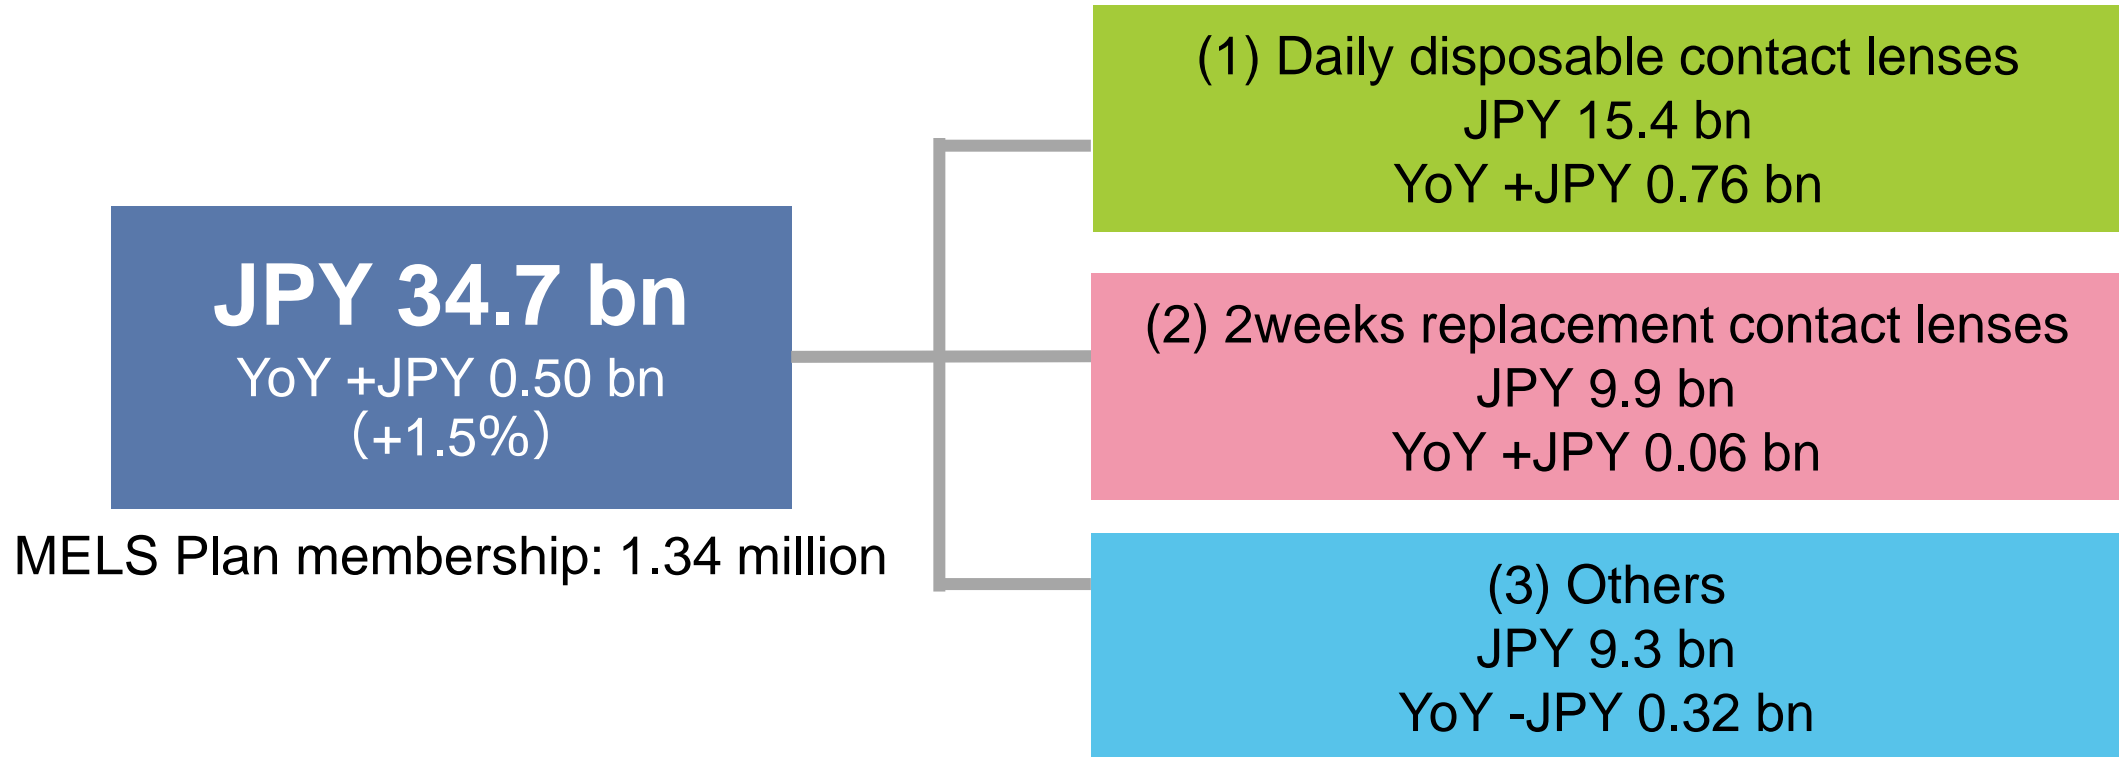 JPY 34.7 bn
YoY +JPY 0.50 bn
（+1.5%）
MELS Plan membership: 1.34 million
(1) Daily disposable contact lenses
JPY 15.4 bn
YoY +JPY 0.76 bn
(2) 2weeks replacement contact lenses
JPY 9.9 bn
YoY +JPY 0.06 bn
(3) Others
JPY 9.3 bn
YoY -JPY 0.32 bn